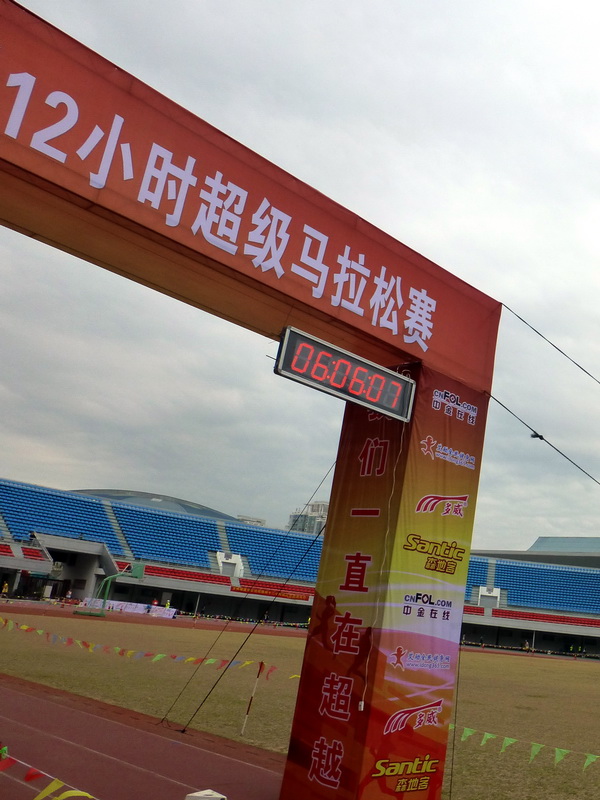 12小时超级马拉松赛
06:06:07
我们一直在超越
CNFOL.COM
中金在线
多威
Santic
森地客
CNFOL.COM
中金在线
多威
Santic
森地客